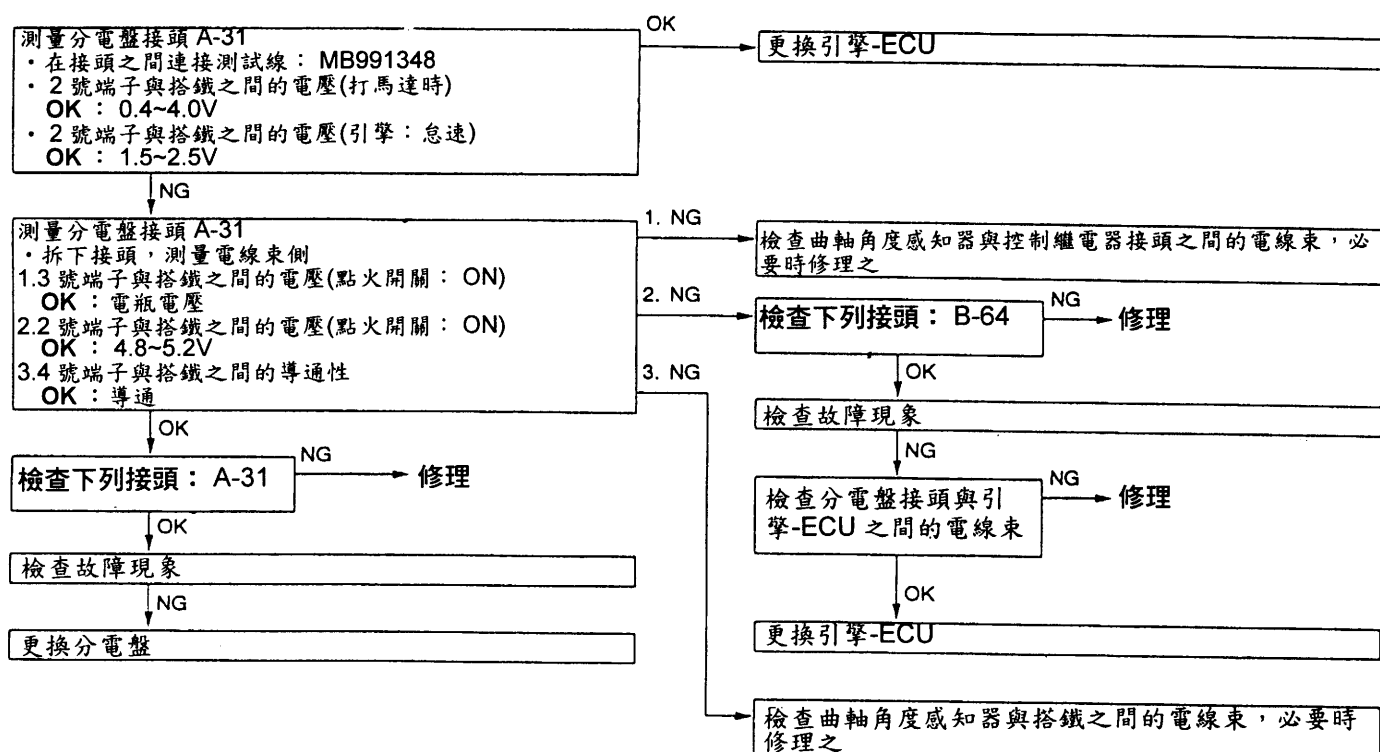 測量分電盤接頭 A-31
・在接頭之間連接測試線：MB991348
・2 號端子與搭鐵之間的電壓(打馬達時)
OK：0.4~4.0V
・2 號端子與搭鐵之間的電壓(引擎：怠速)
OK：1.5~2.5V
OK
更換引擎-ECU
NG
測量分電盤接頭 A-31
・拆下接頭，測量電線束側
1.3 號端子與搭鐵之間的電壓(點火開關：ON)
OK：電瓶電壓
2.2 號端子與搭鐵之間的電壓(點火開關：ON)
OK：4.8~5.2V
3.4 號端子與搭鐵之間的導通性
OK：導通
1. NG
檢查曲軸角度感知器與控制繼電器接頭之間的電線束，必
要時修理之
2. NG
檢查下列接頭：B-64
NG
修理
OK
檢查故障現象
NG
檢查分電盤接頭與引
擎-ECU 之間的電線束
NG
修理
OK
更換引擎-ECU
3. NG
檢查曲軸角度感知器與搭鐵之間的電線束，必要時
修理之
OK
檢查下列接頭：A-31
NG
修理
OK
檢查故障現象
NG
更換分電盤